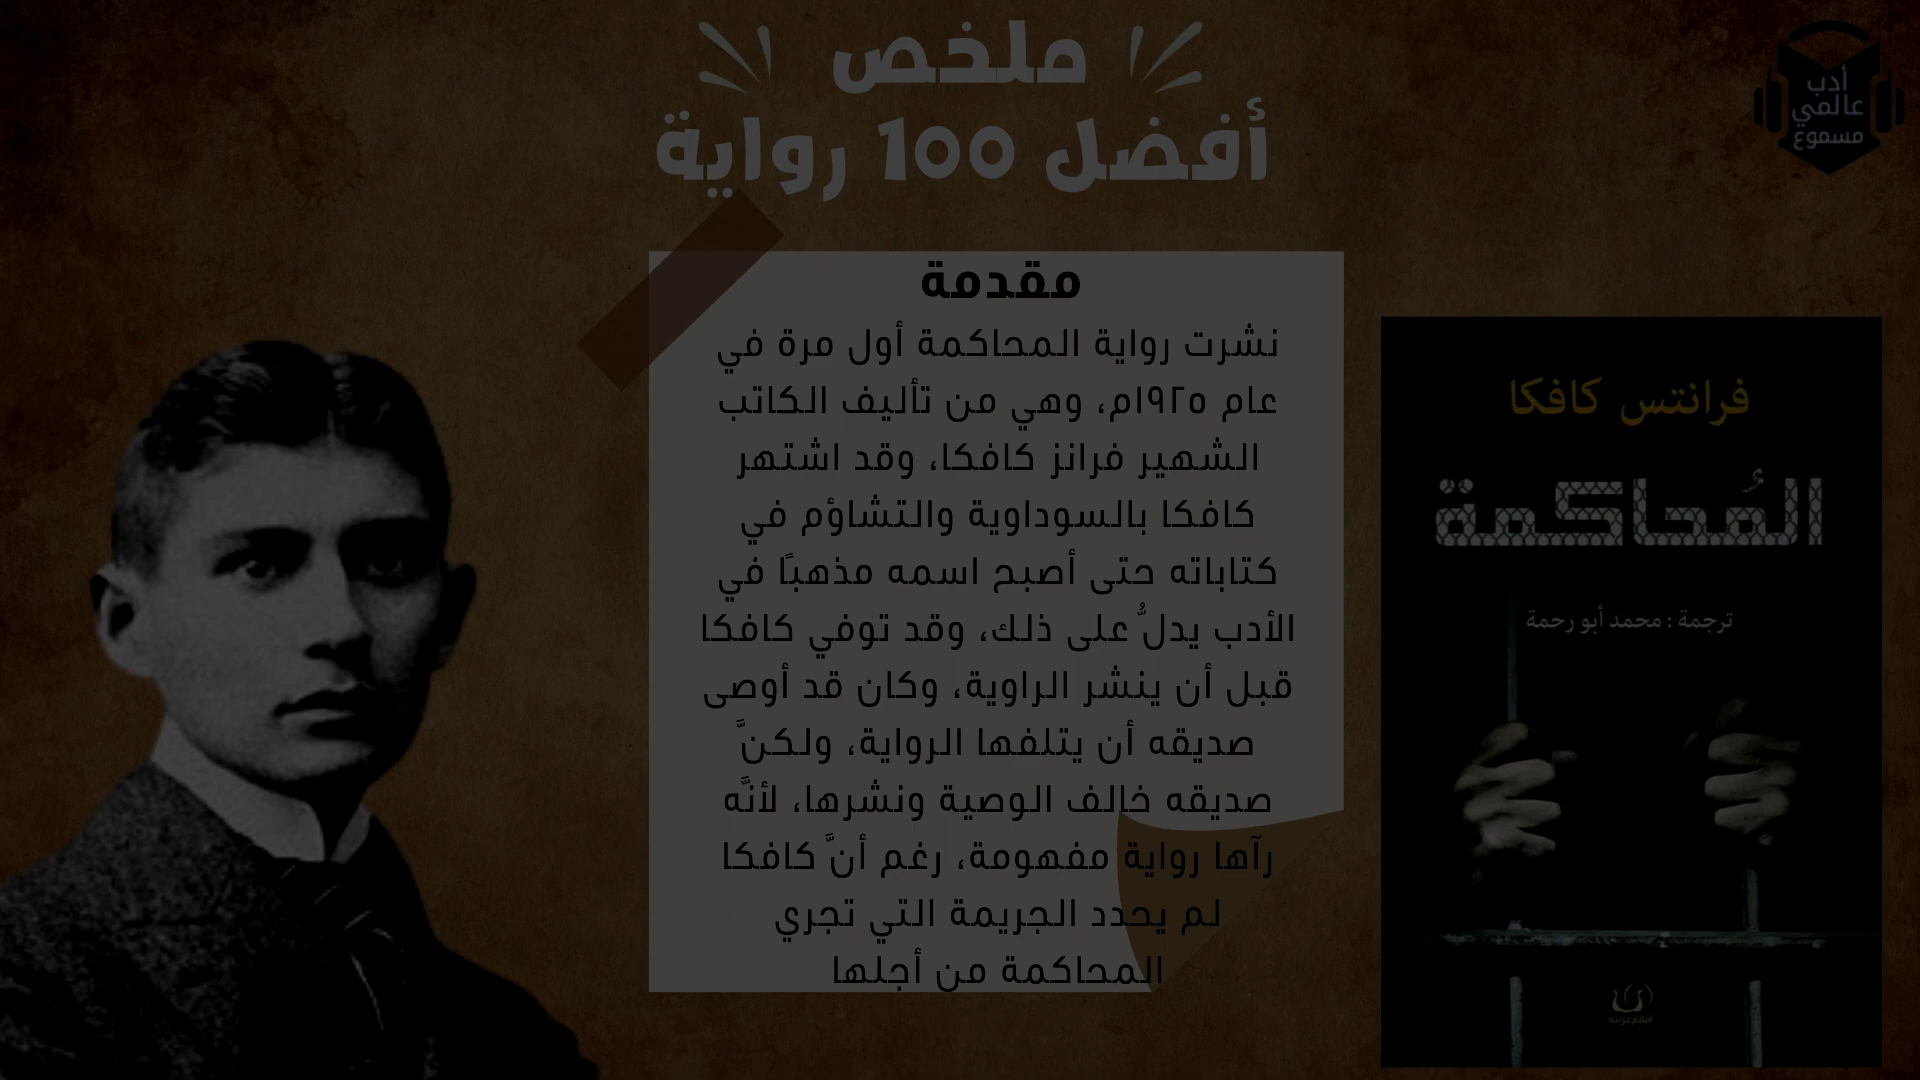 ملخص
أفضل 100 رواية
أدب
عالمي
مسموع
مقدمة
نشرت رواية المحاكمة أول مرة في
عام ١٩٢٥م، وهي من تأليف الكاتب
الشهير فرانز كافكا، وقد اشتهر
كافكا بالسوداوية والتشاؤم في
كتاباته حتى أصبح اسمه مذهبًا في
الأدب يدلُّ على ذلك، وقد توفي كافكا
قبل أن ينشر الراوية، وكان قد أوصى
صديقه أن يتلفها الرواية، ولكنَّ
صديقه خالف الوصية ونشرها، لأنَّه
رآها رواية مفهومة، رغم أنَّ كافكا
لم يحدد الجريمة التي تجري
المحاكمة من أجلها
فرانتس كافكا
المُحاكمة
ترجمة : محمد أبو رحمة
اقلام عربية